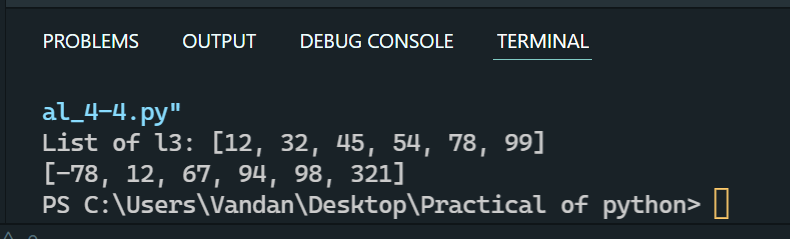 PROBLEMS OUTPUT DEBUG CONSOLE TERMINAL
al_4-4.py"
List of l3: [12, 32, 45, 54, 78, 99]
[-78, 12, 67, 94, 98, 321]
PS C:\Users\Vandan\Desktop\Practical of python>